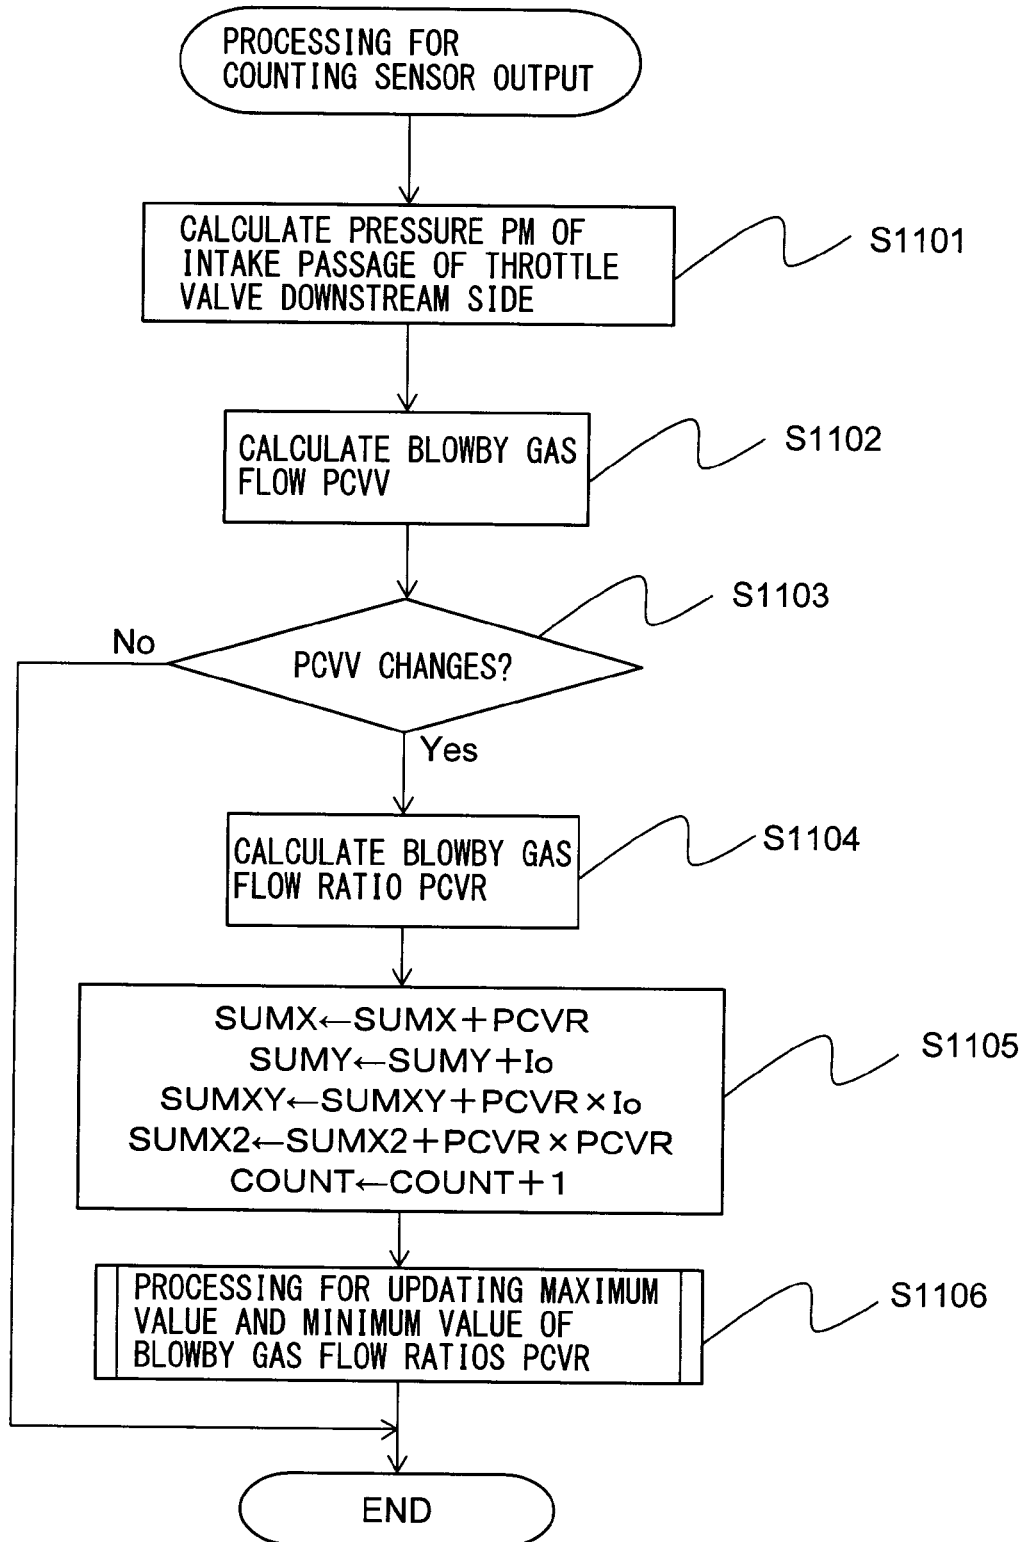 PROCESSING FOR
COUNTING SENSOR OUTPUT
CALCULATE PRESSURE PM OF
INTAKE PASSAGE OF THROTTLE
VALVE DOWNSTREAM SIDE
S1101
CALCULATE BLOWBY GAS
FLOW PCVV
S1102
PCVV CHANGES?
S1103
No
Yes
CALCULATE BLOWBY GAS
FLOW RATIO PCVR
S1104
SUMX←SUMX+PCVR
SUMY←SUMY+Io
SUMXY←SUMXY+PCVR×Io
SUMX2←SUMX2+PCVR×PCVR
COUNT←COUNT+1
S1105
PROCESSING FOR UPDATING MAXIMUM
VALUE AND MINIMUM VALUE OF
BLOWBY GAS FLOW RATIOS PCVR
S1106
END